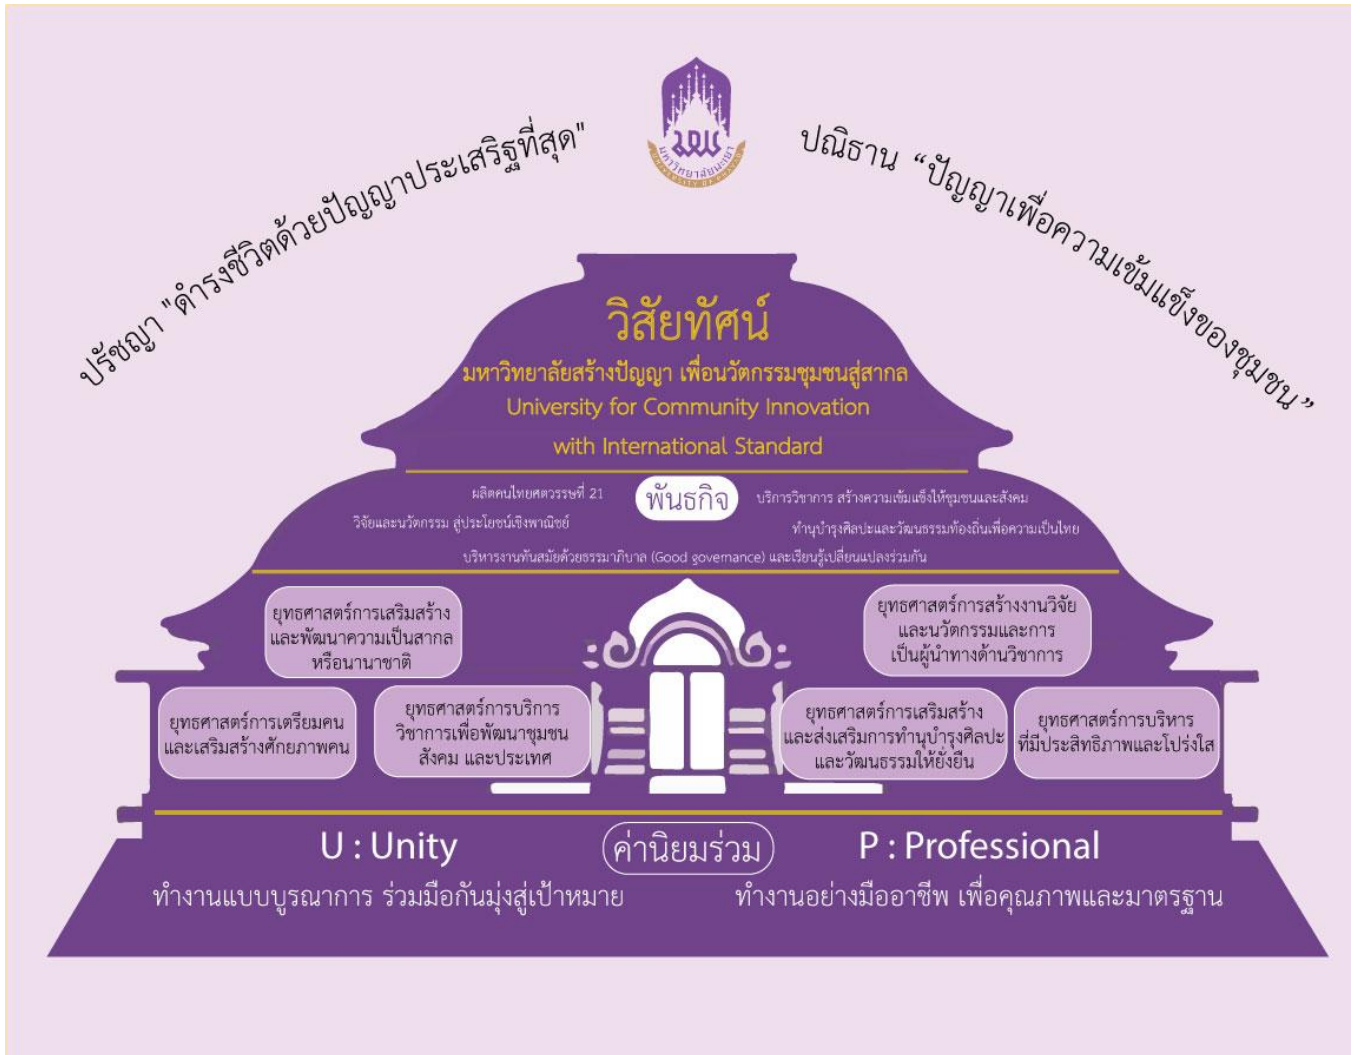 มพ
มหาวิทยาลัยพะเยา
UNIVERSITY OF PHAYAO
ปรัชญา "ดำรงชีวิตด้วยปัญญาประเสริฐที่สุด"
ปณิธาน “ปัญญาเพื่อความเข้มแข็งของชุมชน”
วิสัยทัศน์
มหาวิทยาลัยสร้างปัญญา เพื่อนวัตกรรมชุมชนสู่สากล
University for Community Innovation
with International Standard
พันธกิจ
ผลิตคนไทยศตวรรษที่ 21
บริการวิชาการ สร้างความเข้มแข็งให้ชุมชนและสังคม
วิจัยและนวัตกรรม สู่ประโยชน์เชิงพาณิชย์
ทำนุบำรุงศิลปะและวัฒนธรรมท้องถิ่นเพื่อความเป็นไทย
บริหารงานทันสมัยด้วยธรรมาภิบาล (Good governance) และเรียนรู้เปลี่ยนแปลงร่วมกัน
ยุทธศาสตร์การเสริมสร้าง
และพัฒนาความเป็นสากล
หรือนานาชาติ
ยุทธศาสตร์การสร้างงานวิจัย
และนวัตกรรมและการ
เป็นผู้นำทางด้านวิชาการ
ยุทธศาสตร์การเตรียมคน
และเสริมสร้างศักยภาพคน
ยุทธศาสตร์การบริการ
วิชาการเพื่อพัฒนาชุมชน
สังคม และประเทศ
ยุทธศาสตร์การเสริมสร้าง
และส่งเสริมการทำนุบำรุงศิลปะ
และวัฒนธรรมให้ยั่งยืน
ยุทธศาสตร์การบริหาร
ที่มีประสิทธิภาพและโปร่งใส
U : Unity
ค่านิยมร่วม
P : Professional
ทำงานแบบบูรณาการ ร่วมมือกันมุ่งสู่เป้าหมาย
ทำงานอย่างมืออาชีพ เพื่อคุณภาพและมาตรฐาน